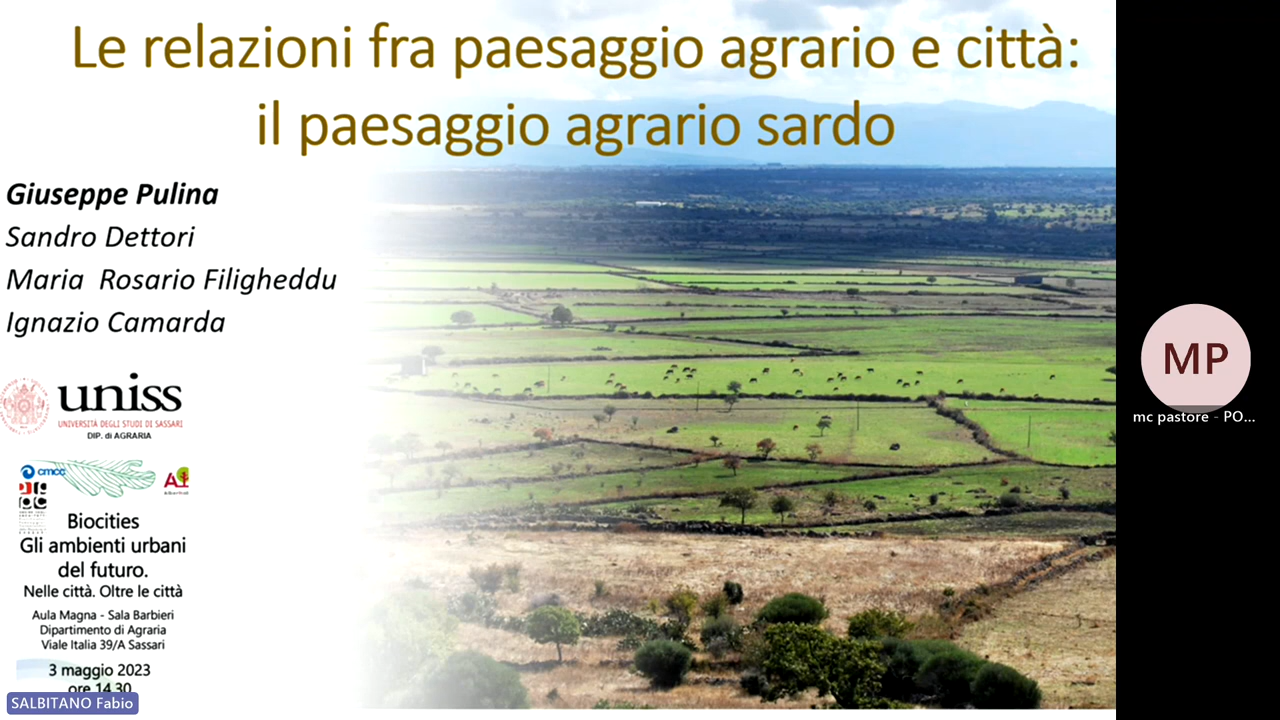 Le relazioni fra paesaggio agrario e città:
il paesaggio agrario sardo
Giuseppe Pulina
Sandro Dettori
Maria Rosario Filigheddu
Ignazio Camarda
uniss
UNIVERSITÀ DEGLI STUDI DI SASSARI
DIP. di AGRARIA
cmcc
Biocities
Gli ambienti urbani
del futuro.
Nelle città. Oltre le città
Aula Magna - Sala Barbieri
Dipartimento di Agraria
Viale Italia 39/A Sassari
3 maggio 2023
ore 14.30
SALBITANO Fabio
MP
mc pastore - PO...